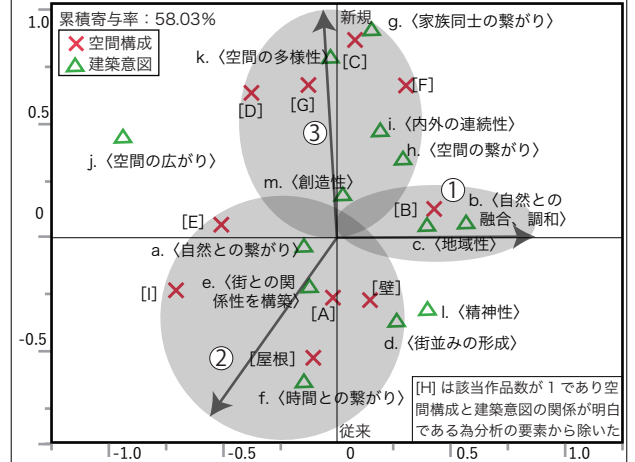 1.0
累積寄与率：58.03%
新規
g.〈家族同士の繋がり〉
空間構成
建築意図
k.〈空間の多様性〉
[C]
[F]
[D]
[G]
0.5
③
i.〈内外の連続性〉
j.〈空間の広がり〉
h.〈空間の繋がり〉
m.〈創造性〉
①
[B]
b.〈自然との
融合、調和〉
0
[E]
a.〈自然との繋がり〉
c.〈地域性〉
[I]
e.〈街との関
係性を構築〉
[壁]
[A]
l.〈精神性〉
-0.5
d.〈街並みの形成〉
②
[屋根]
f.〈時間との繋がり〉
[H] は該当作品数が 1 であり空
間構成と建築意図の関係が明白
である為分析の要素から除いた
従来
-1.0
-0.5
0
0.5
1.0